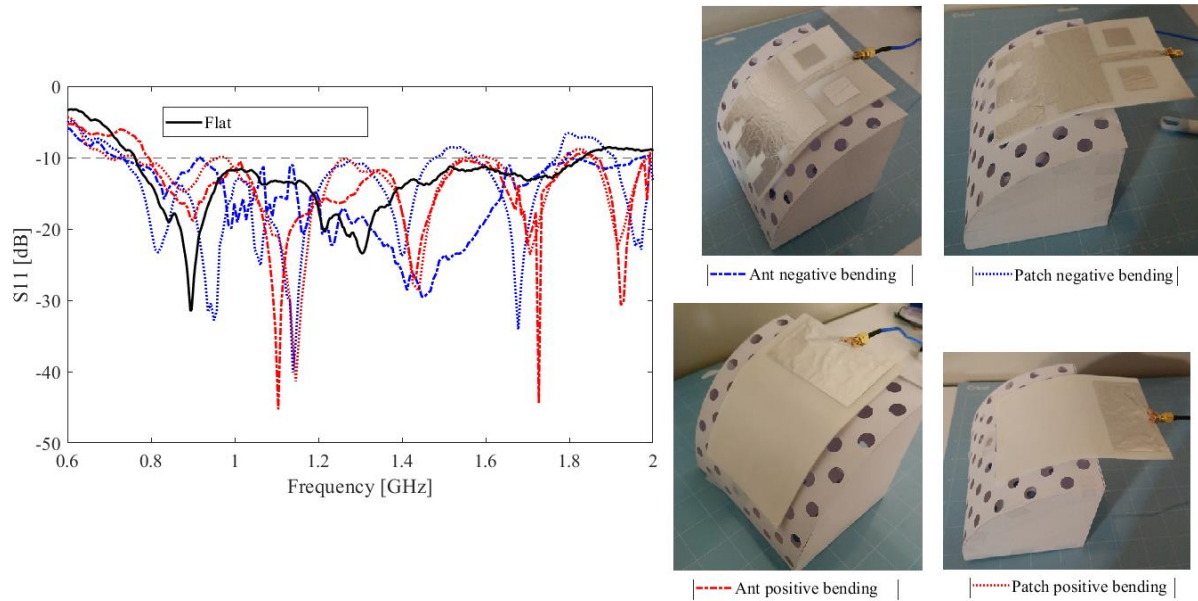 0
-10
-20
-30
-40
-50
S11 [dB]
Flat
0.6 0.8 1 1.2 1.4 1.6 1.8 2
Frequency [GHz]
Ant negative bending
Patch negative bending
Ant positive bending
Patch positive bending